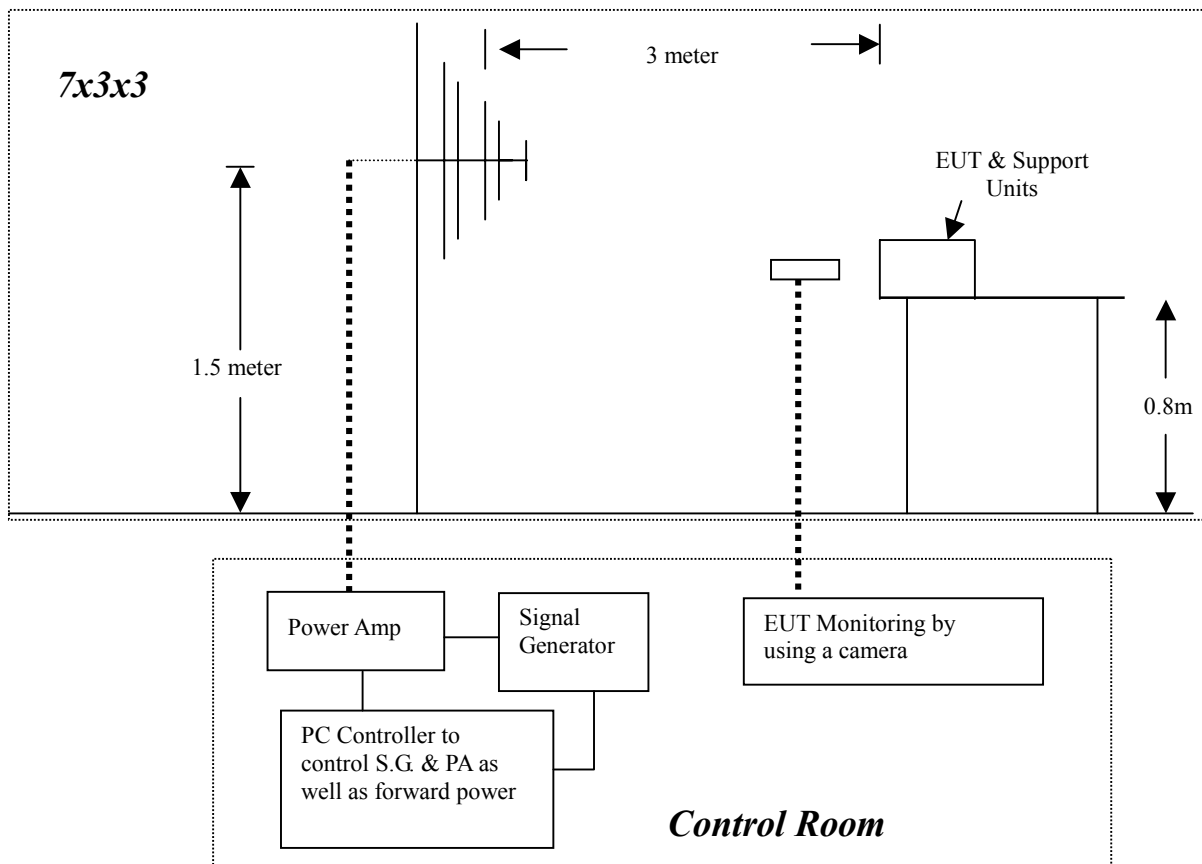 7x3x3
3 meter
EUT & Support
Units
1.5 meter
0.8m
Power Amp
Signal
Generator
EUT Monitoring by
using a camera
PC Controller to
control S.G. & PA as
well as forward power
Control Room